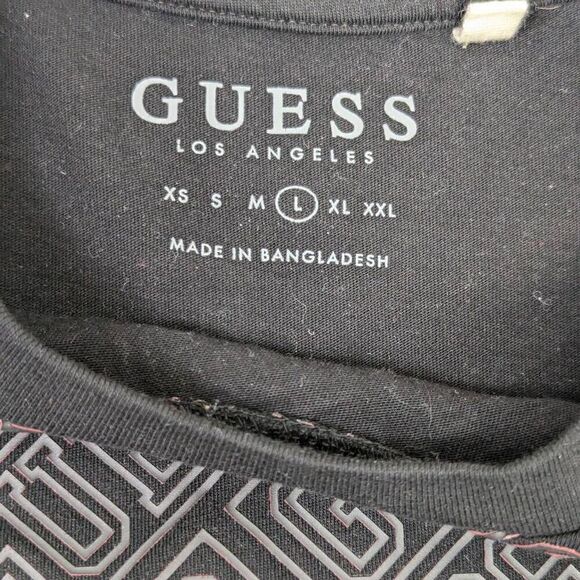 GUESS
LOS ANGELES
XS S M L XL XXL
MADE IN BANGLADESH